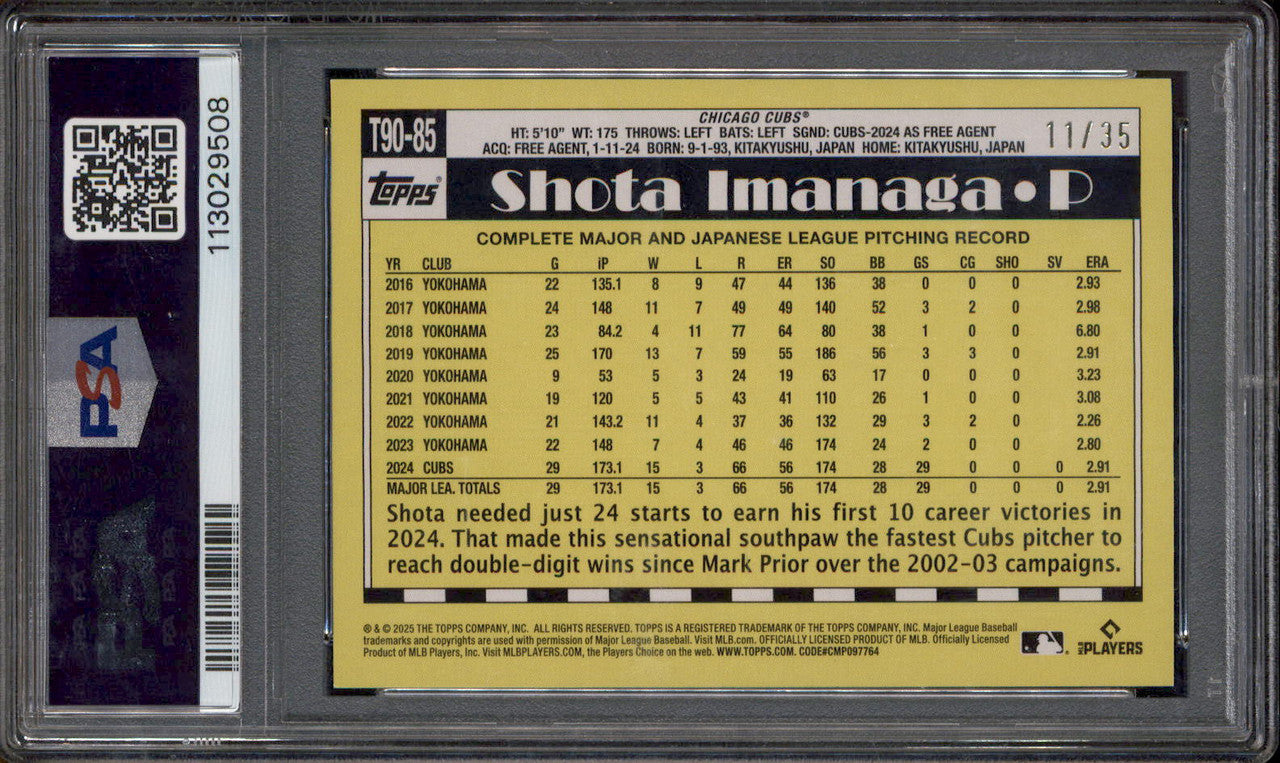 113029508
PSA
T90-85
CHICAGO CUBS®
HT: 5'10" WT: 175 THROWS: LEFT BATS: LEFT SGND: CUBS-2024 AS FREE AGENT
ACQ: FREE AGENT, 1-11-24 BORN: 9-1-93, KITAKYUSHU, JAPAN HOME: KITAKYUSHU, JAPAN
11/35
Topps®
Shota Imanaga • P
COMPLETE MAJOR AND JAPANESE LEAGUE PITCHING RECORD
YR CLUB G iP W L R ER SO BB GS CG SHO SV ERA
2016 YOKOHAMA 22 135.1 8 9 47 44 136 38 0 0 0 2.93
2017 YOKOHAMA 24 148 11 7 49 49 140 52 3 2 0 2.98
2018 YOKOHAMA 23 84.2 4 11 77 64 80 38 1 0 0 6.80
2019 YOKOHAMA 25 170 13 7 59 55 186 56 3 3 0 2.91
2020 YOKOHAMA 9 53 5 3 24 19 63 17 0 0 0 3.23
2021 YOKOHAMA 19 120 5 5 43 41 110 26 1 0 0 3.08
2022 YOKOHAMA 21 143.2 11 4 37 36 132 29 3 2 0 2.26
2023 YOKOHAMA 22 148 7 4 46 46 174 24 2 0 0 2.80
2024 CUBS 29 173.1 15 3 66 56 174 28 29 0 0 0 2.91
MAJOR LEA. TOTALS 29 173.1 15 3 66 56 174 28 29 0 0 0 2.91
Shota needed just 24 starts to earn his first 10 career victories in
2024. That made this sensational southpaw the fastest Cubs pitcher to
reach double-digit wins since Mark Prior over the 2002-03 campaigns.
® & © 2025 THE TOPPS COMPANY, INC. ALL RIGHTS RESERVED. TOPPS IS A REGISTERED TRADEMARK OF THE TOPPS COMPANY, INC. Major League Baseball
trademarks and copyrights are used with permission of Major League Baseball. Visit MLB.com. OFFICIALLY LICENSED PRODUCT OF MLB. Officially Licensed
Product of MLB Players, Inc. Visit MLBPLAYERS.COM, the Players Choice on the web. WWW.TOPPS.COM. CODE#CMP097764
MLB PLAYERS